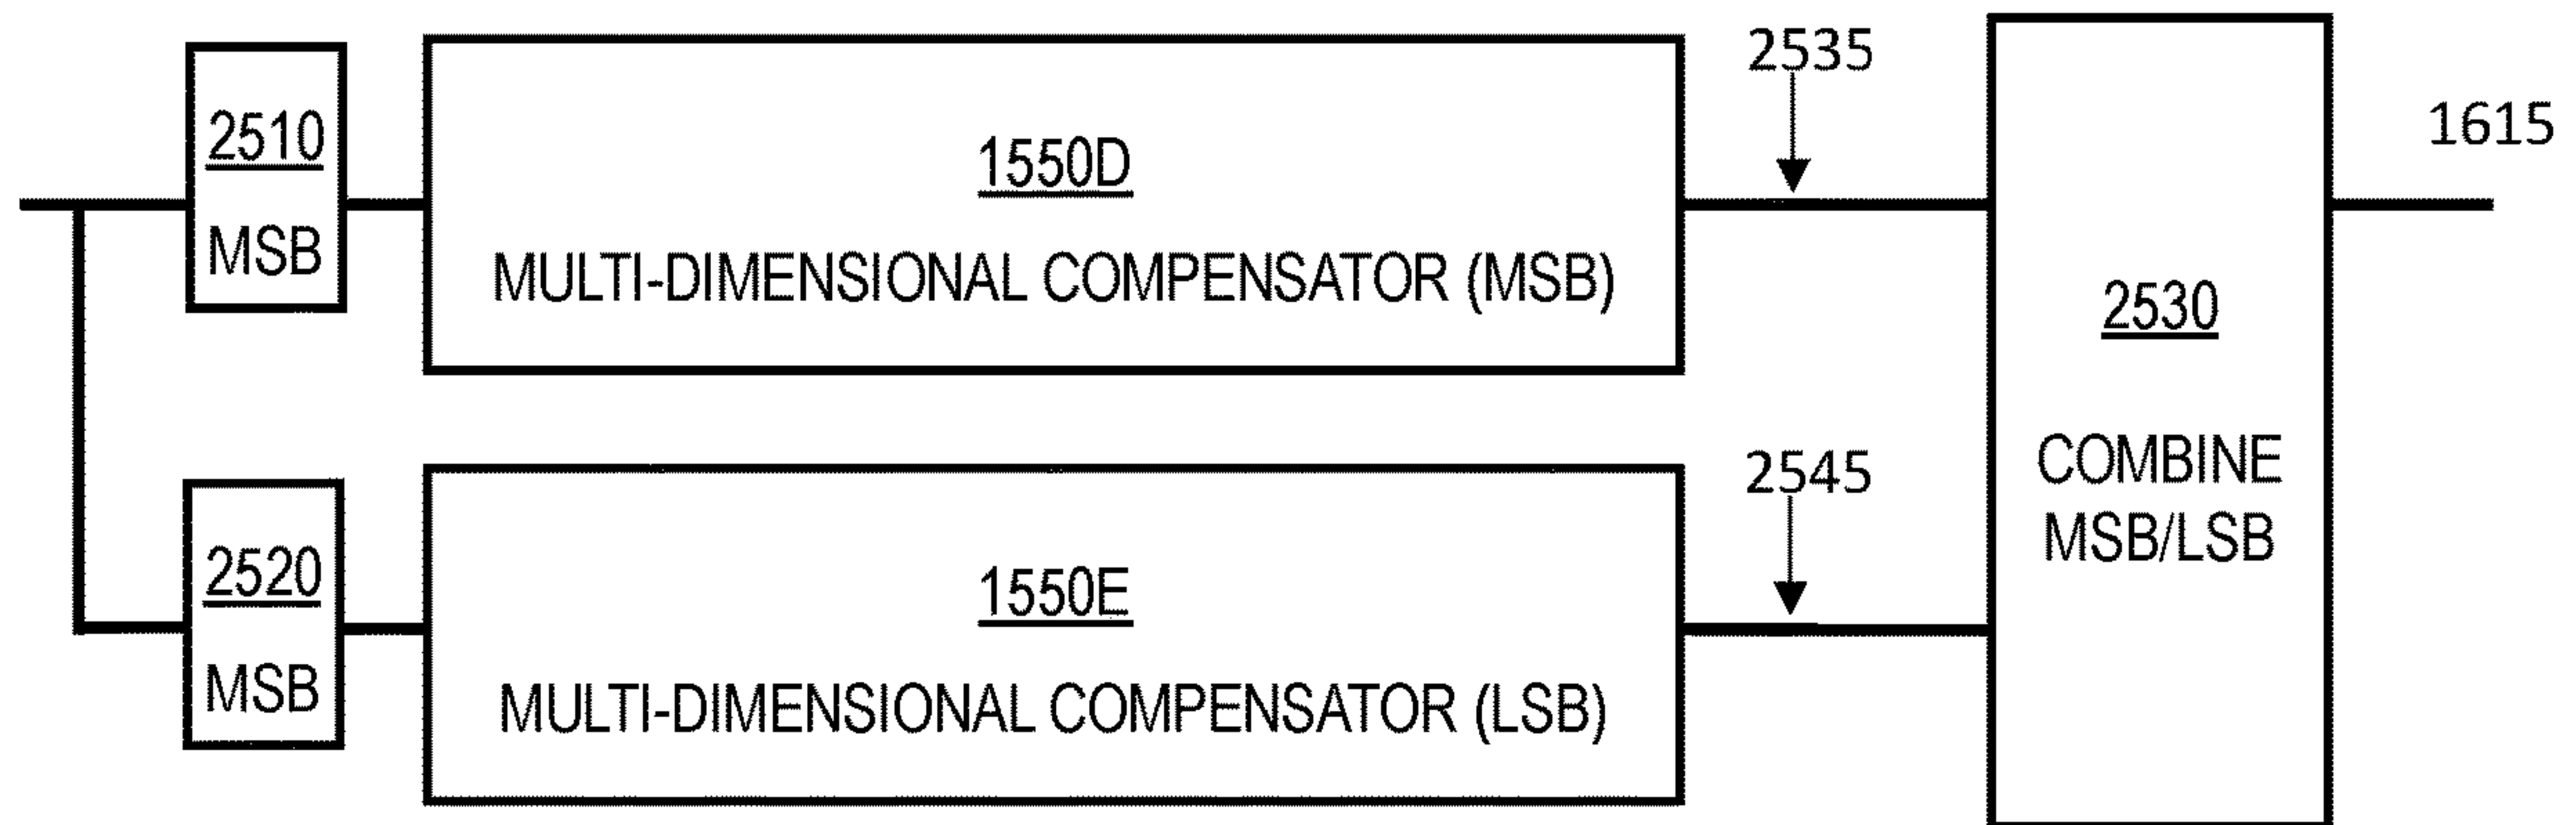 2510
MSB
1550D
MULTI-DIMENSIONAL COMPENSATOR (MSB)
2535
2530
COMBINE
MSB/LSB
1615
2520
MSB
1550E
MULTI-DIMENSIONAL COMPENSATOR (LSB)
2545